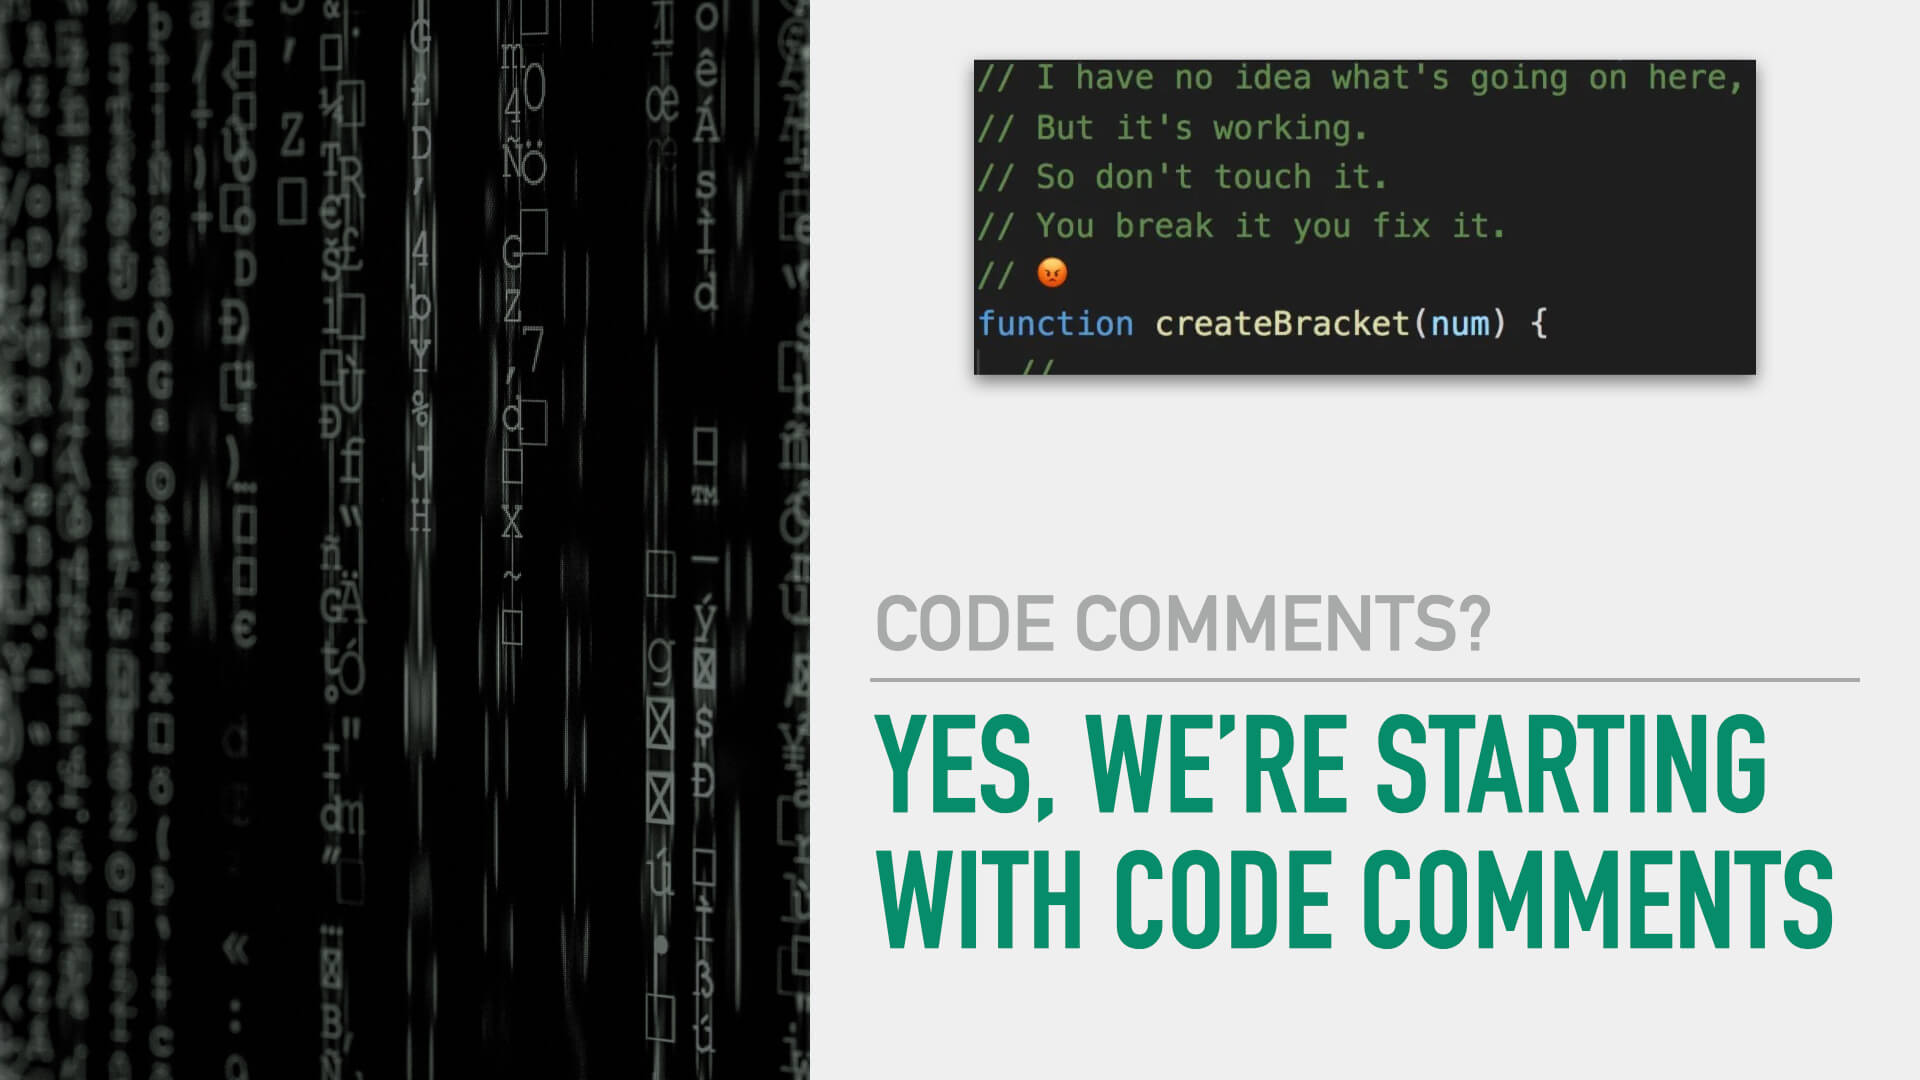 // I have no idea what's going on here,
// But it's working.
// So don't touch it.
// You break it you fix it.
// 😡
function createBracket(num) {
//
CODE COMMENTS?
YES, WE’RE STARTING
WITH CODE COMMENTS